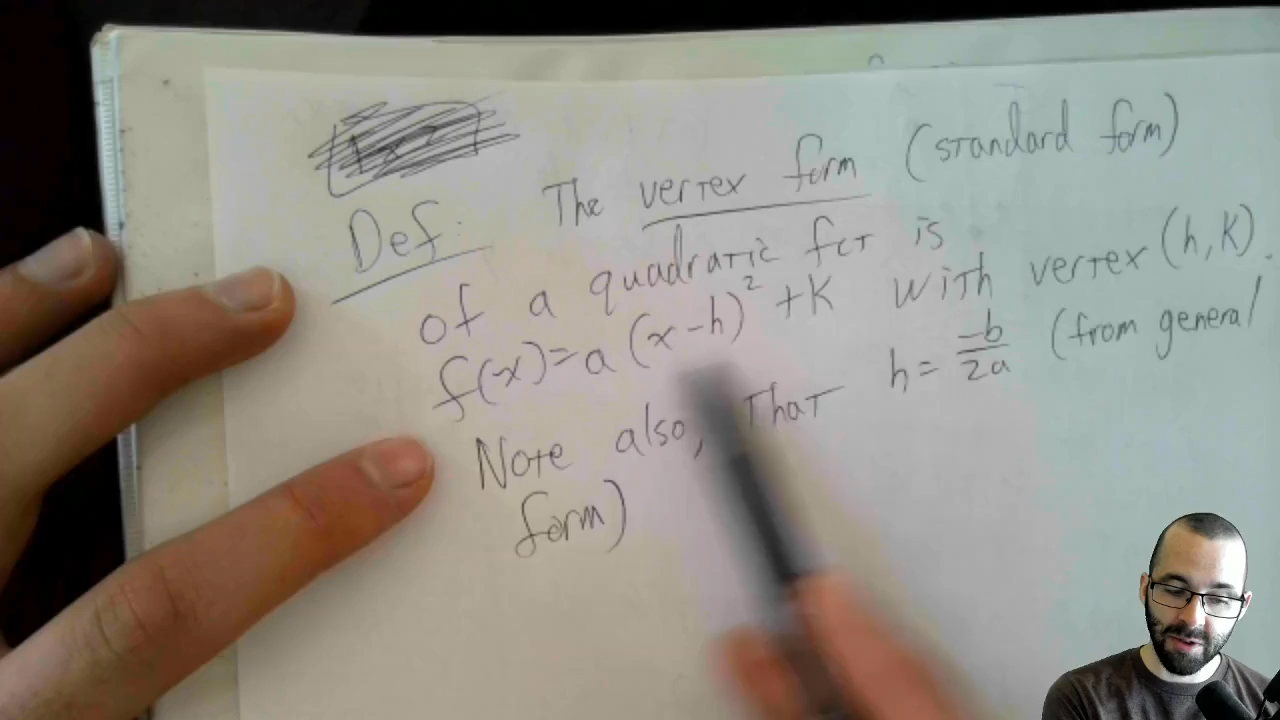 Def: The vertex form (standard form)
of a quadratic fct is
f(x)=a(x-h)²+K with vertex (h,K).
Note also, that h=-b/2a (from general
form)